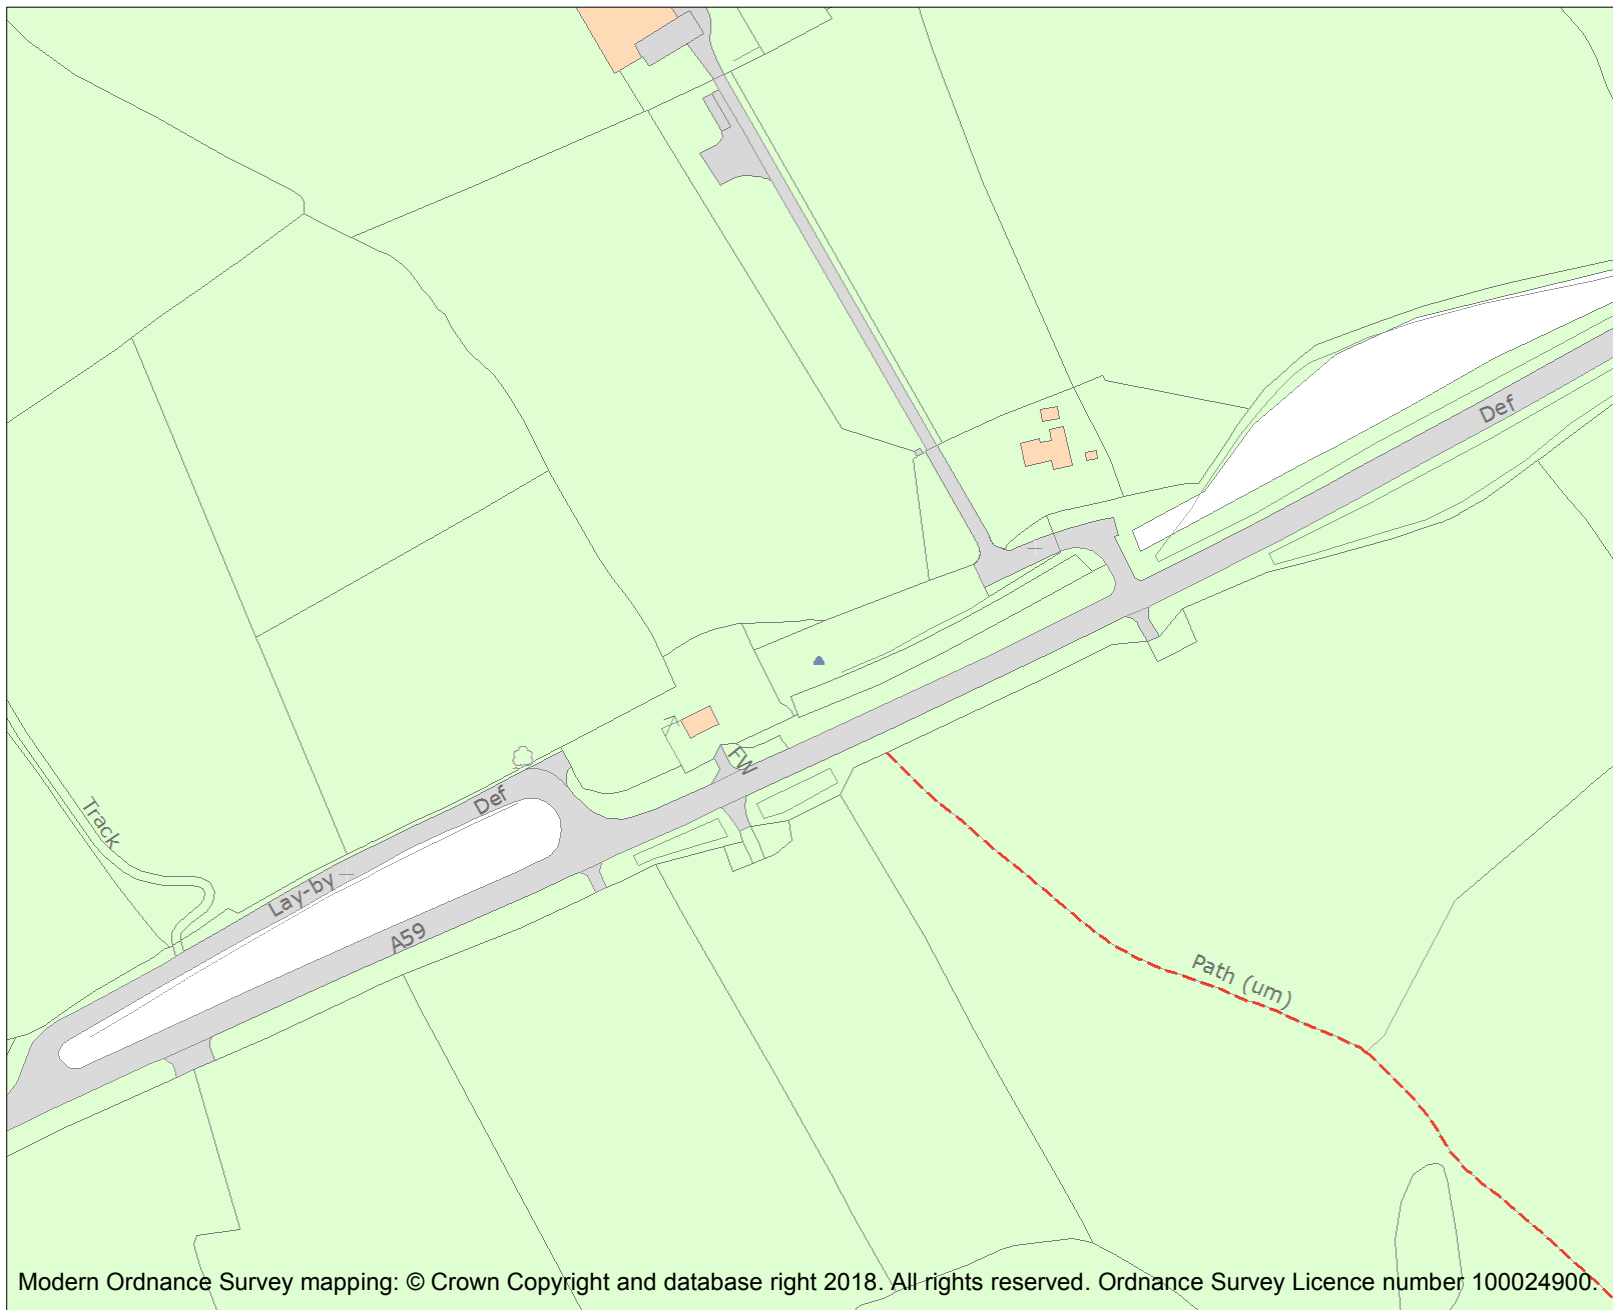 Def
FW
Def
Track
Lay-by
A59
Path (um)
Modern Ordnance Survey mapping: © Crown Copyright and database right 2018. All rights reserved. Ordnance Survey Licence number 100024900.